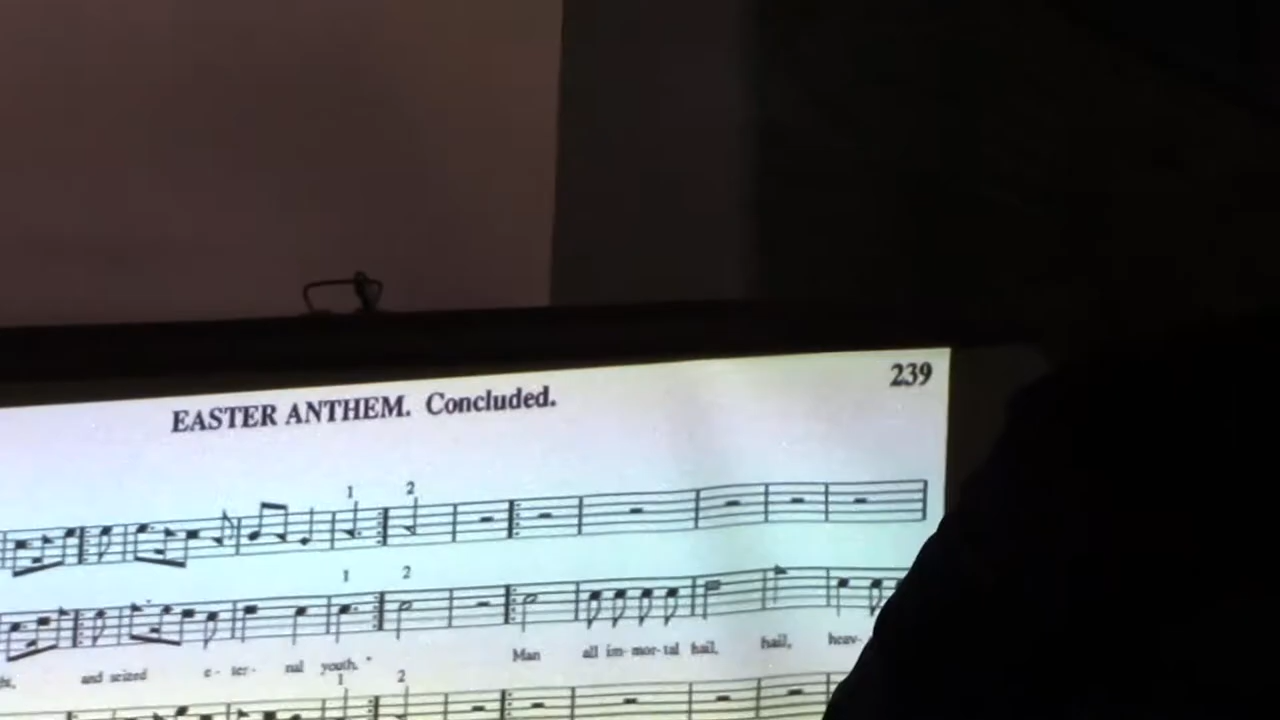 239
EASTER ANTHEM. Concluded.
1 2
1 2
and seized e - ter - nal youth. Man all im- mor- tal hail, hail, heav-
1 2